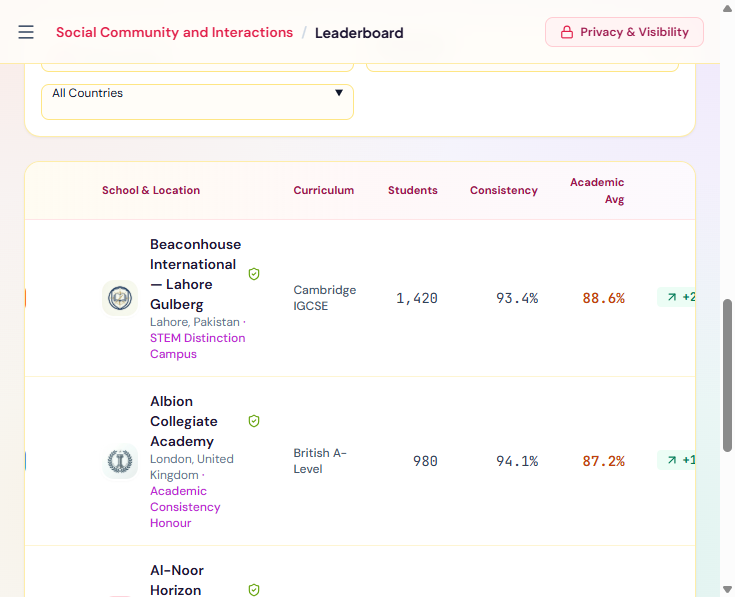 Social Community and Interactions / Leaderboard
Privacy & Visibility
All Countries
School & Location
Curriculum
Students
Consistency
Academic
Avg
Beaconhouse
International
— Lahore
Gulberg
Lahore, Pakistan ·
STEM Distinction
Campus
Cambridge
IGCSE
1,420
93.4%
88.6%
+2
Albion
Collegiate
Academy
London, United
Kingdom ·
Academic
Consistency
Honour
British A-
Level
980
94.1%
87.2%
+1
Al-Noor
Horizon